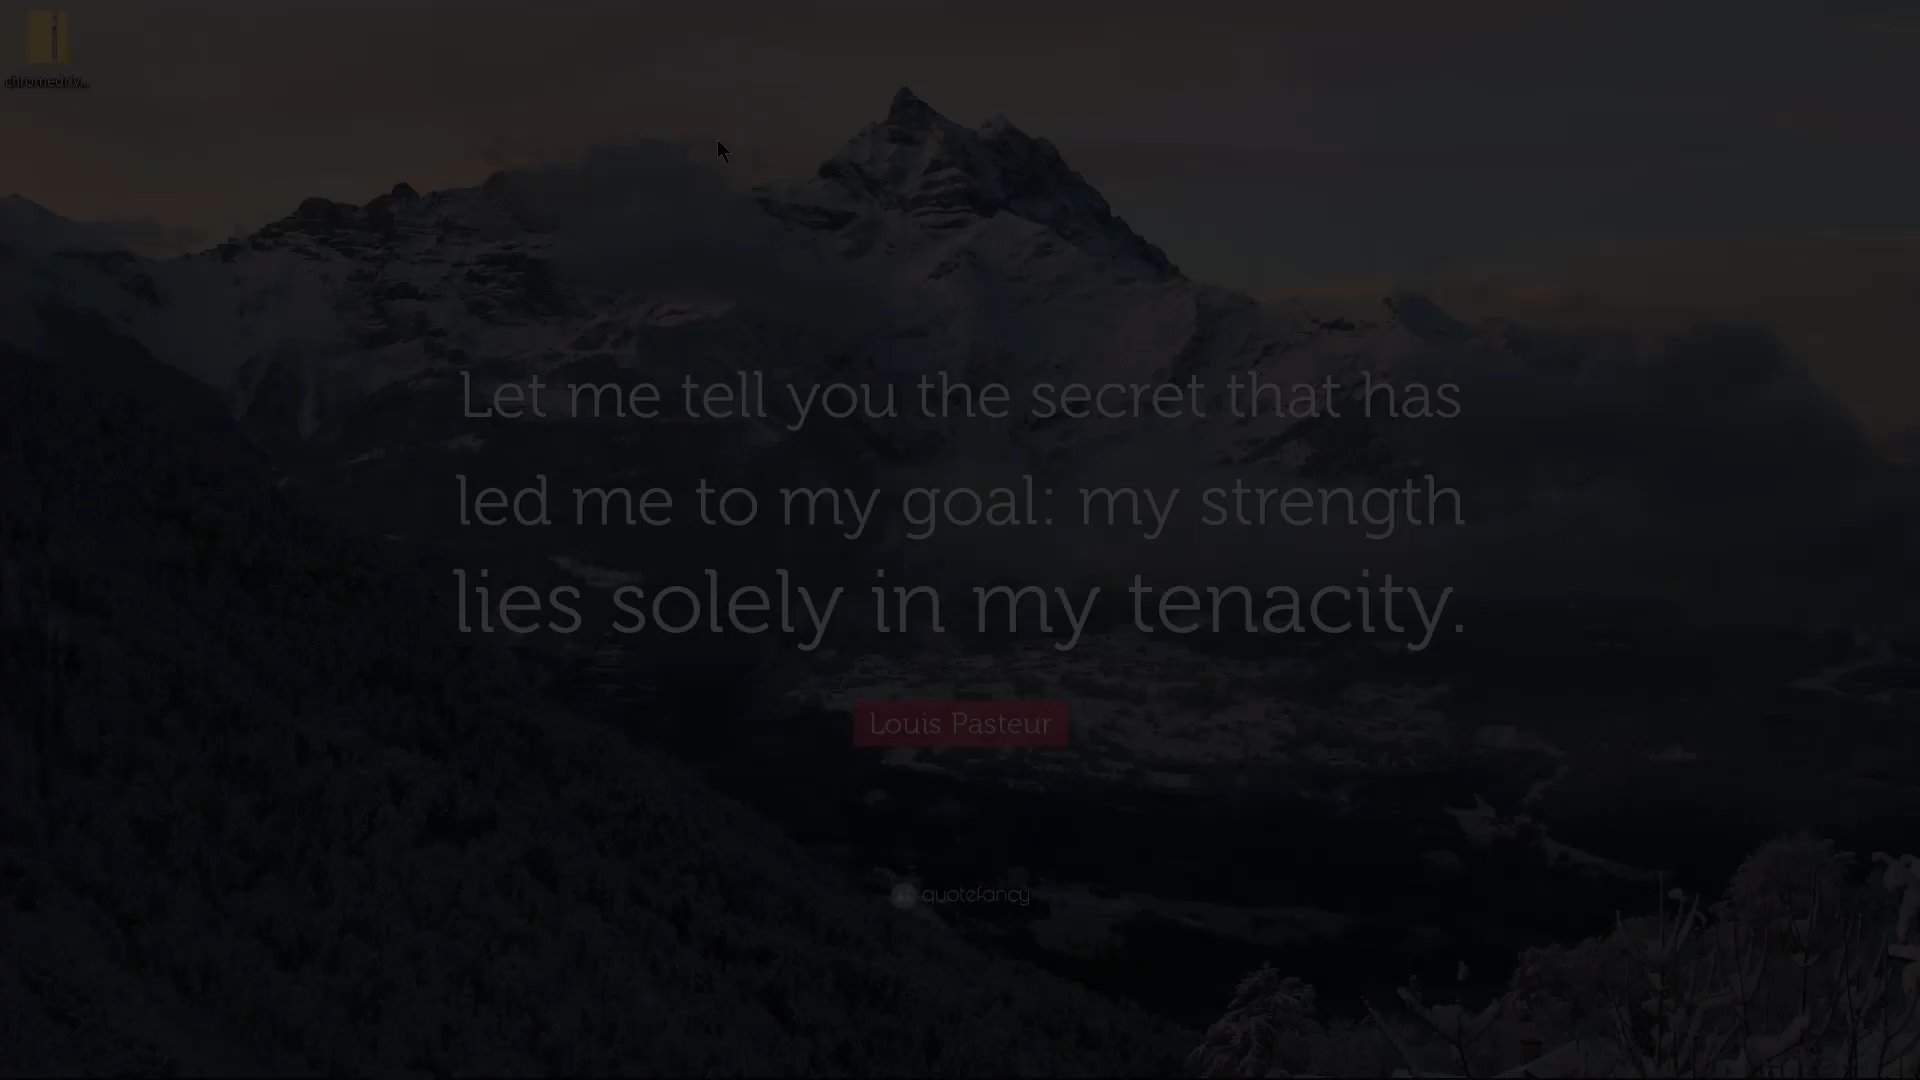 chromedriv...
Let me tell you the secret that has
led me to my goal: my strength
lies solely in my tenacity.
Louis Pasteur
quotefancy